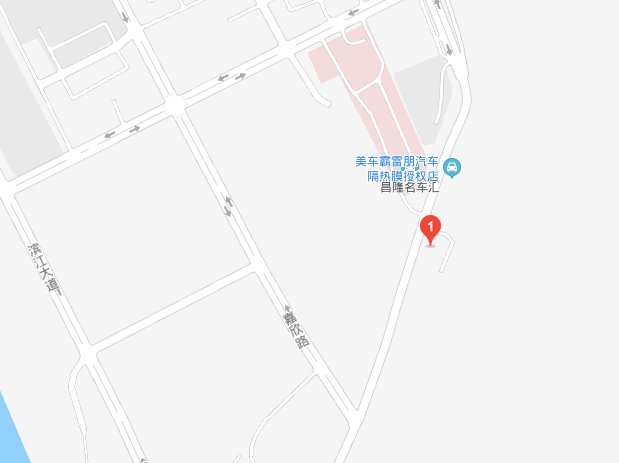 美车霸雷朋汽车
隔热膜授权店
昌隆名车汇
1
滨江大道
嘉欣路